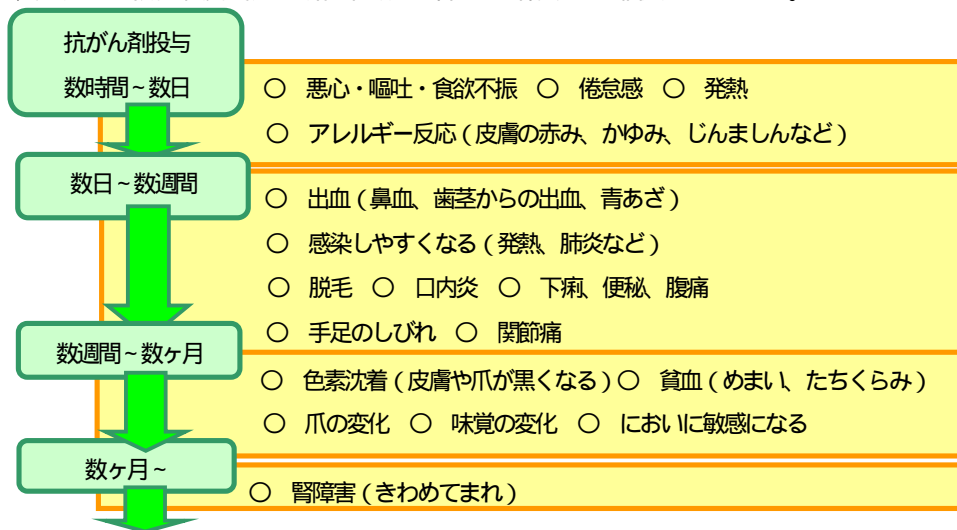 抗がん剤投与
数時間~数日
○ 悪心・嘔吐・食欲不振 ○ 倦怠感 ○ 発熱
○ アレルギー反応(皮膚の赤み、かゆみ、じんましんなど)
数日~数週間
○ 出血(鼻血、歯茎からの出血、青あざ)
○ 感染しやすくなる(発熱、肺炎など)
○ 脱毛 ○ 口内炎 ○ 下痢、便秘、腹痛
○ 手足のしびれ ○ 関節痛
数週間~数ヶ月
○ 色素沈着(皮膚や爪が黒くなる)○ 貧血(めまい、たちくらみ)
○ 爪の変化 ○ 味覚の変化 ○ においに敏感になる
数ヶ月~
○ 腎障害(きわめてまれ)